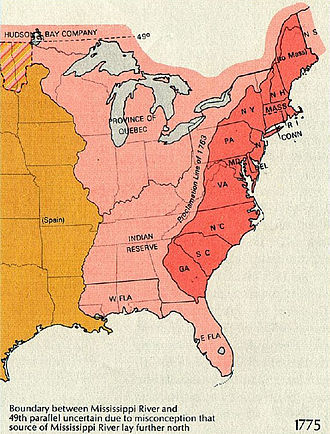 HUDSON BAY COMPANY
49°
N S
(to Mass)
N H
N Y
MASS
R I
CONN
PROVINCE OF
QUEBEC
PA
N J
Proclamation Line of 1763
MD
DEL
VA
(Spain)
INDIAN
RESERVE
N C
S C
GA
W FLA
E FLA
Boundary between Mississippi River and
49th parallel uncertain due to misconception that
source of Mississippi River lay further north
1775